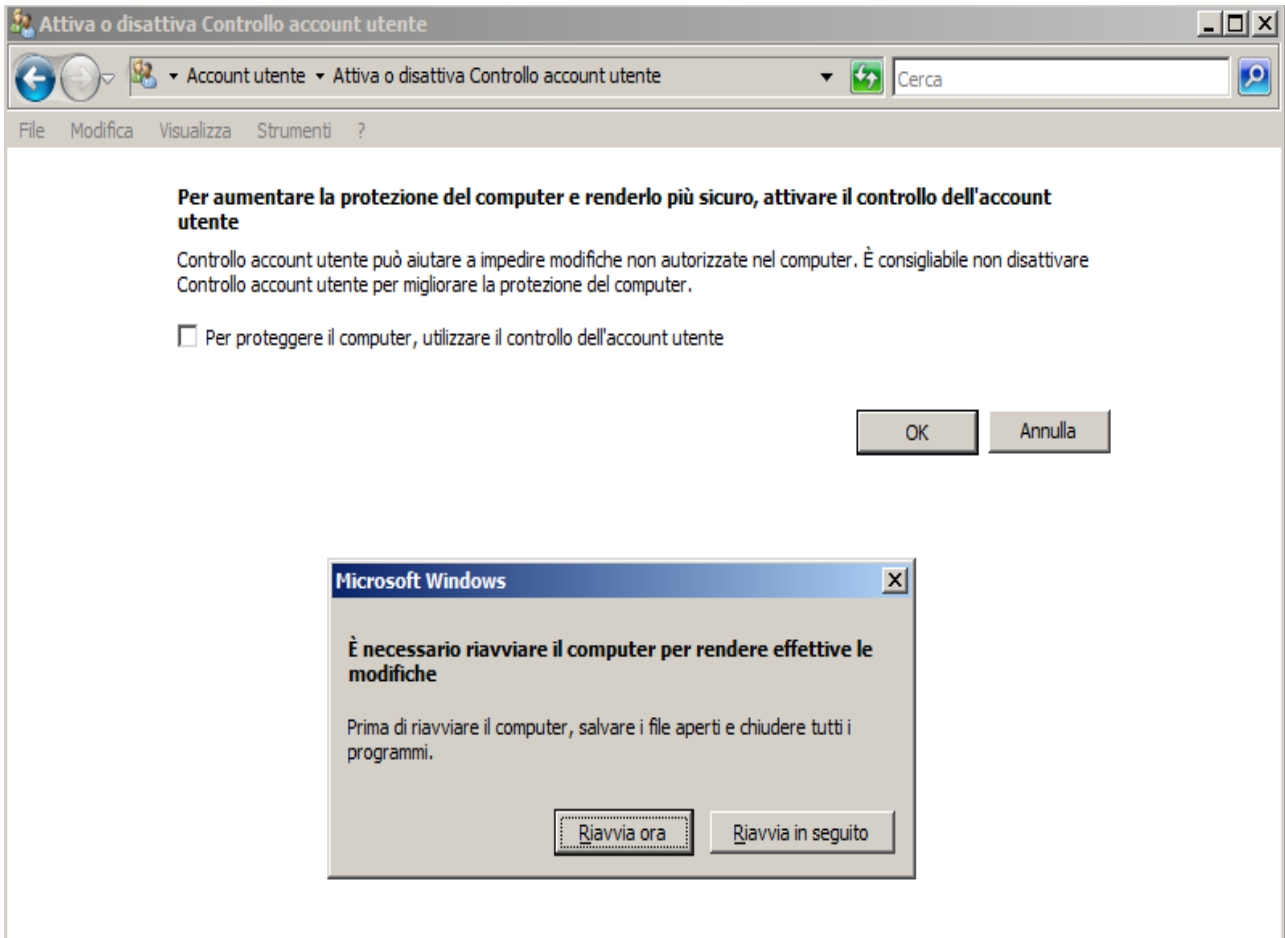 Attiva o disattiva Controllo account utente
Account utente Attiva o disattiva Controllo account utente Cerca
File Modifica Visualizza Strumenti ?
Per aumentare la protezione del computer e renderlo più sicuro, attivare il controllo dell'account
utente
Controllo account utente può aiutare a impedire modifiche non autorizzate nel computer. È consigliabile non disattivare
Controllo account utente per migliorare la protezione del computer.
Per proteggere il computer, utilizzare il controllo dell'account utente
OK Annulla
Microsoft Windows
È necessario riavviare il computer per rendere effettive le
modifiche
Prima di riavviare il computer, salvare i file aperti e chiudere tutti i
programmi.
Riavvia ora Riavvia in seguito